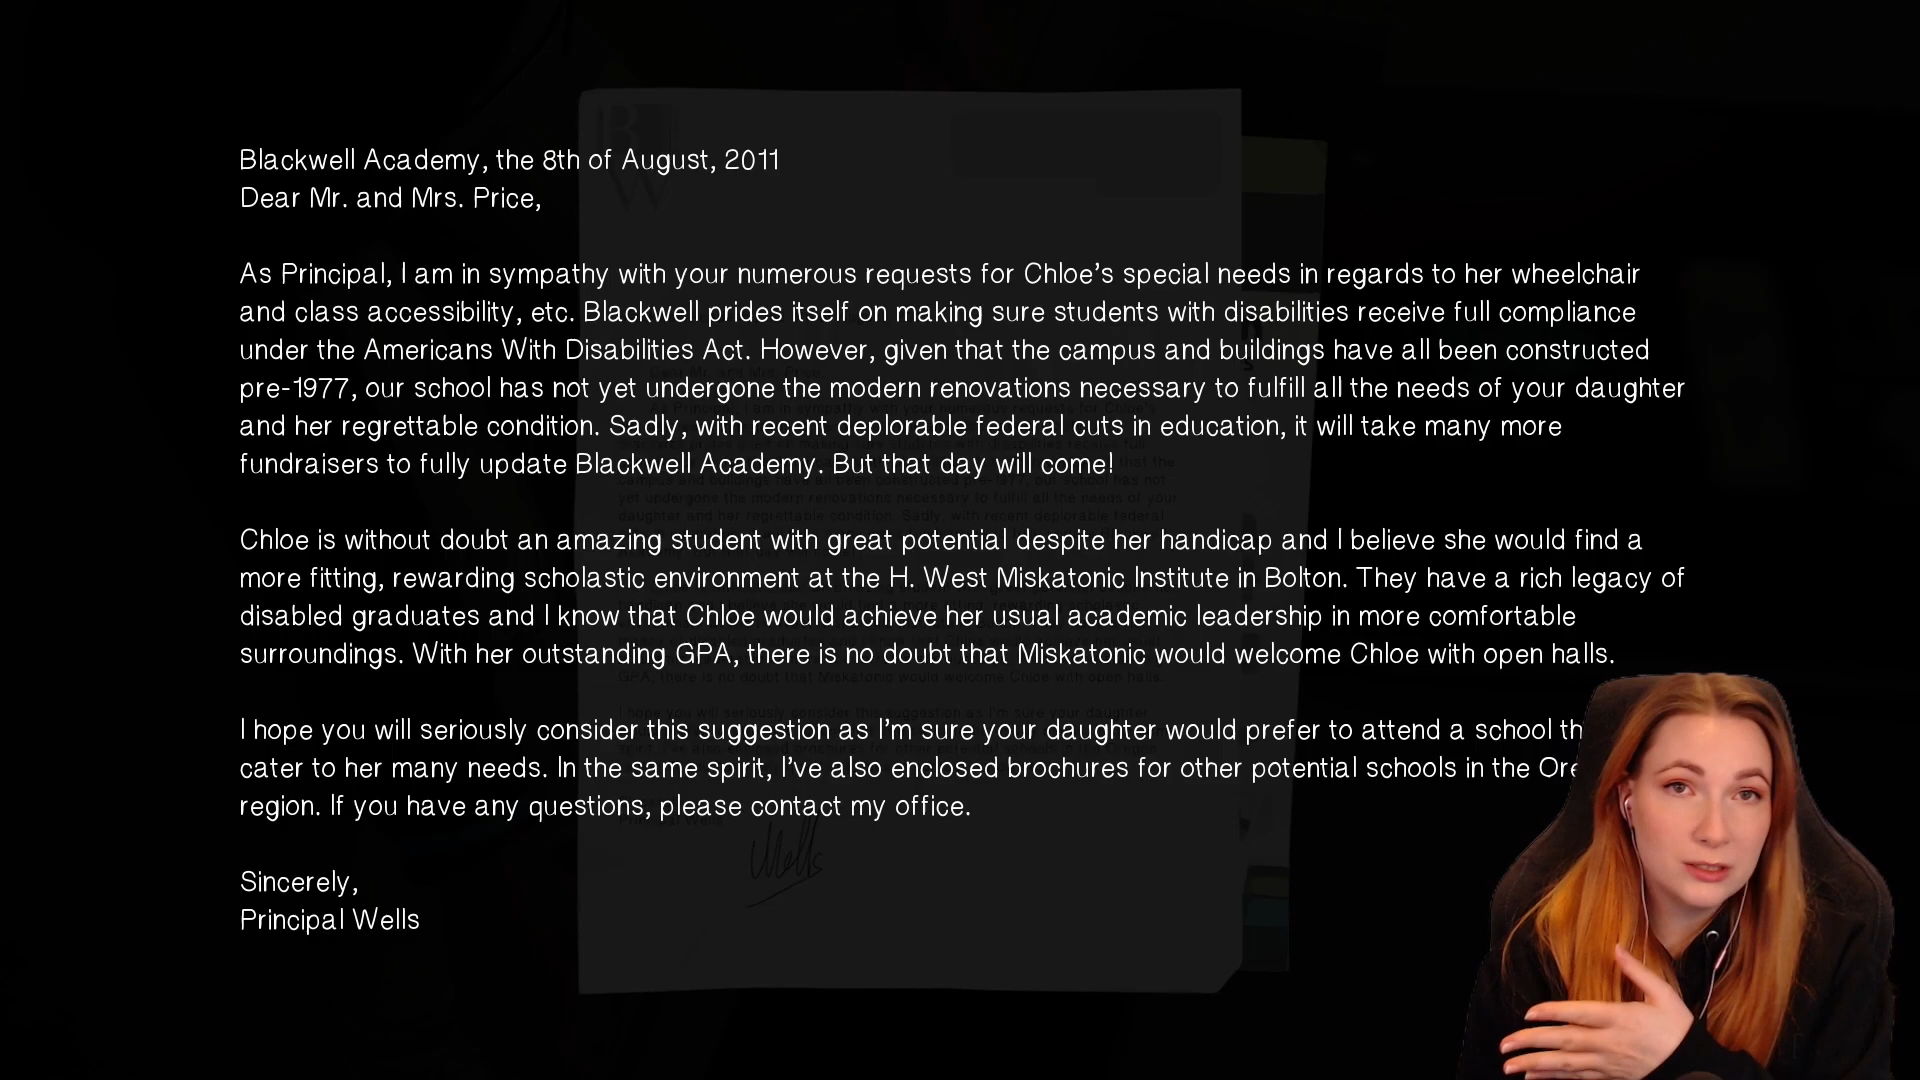 Blackwell Academy, the 8th of August, 2011
Dear Mr. and Mrs. Price,
As Principal, I am in sympathy with your numerous requests for Chloe's special needs in regards to her wheelchair
and class accessibility, etc. Blackwell prides itself on making sure students with disabilities receive full compliance
under the Americans With Disabilities Act. However, given that the campus and buildings have all been constructed
pre-1977, our school has not yet undergone the modern renovations necessary to fulfill all the needs of your daughter
and her regrettable condition. Sadly, with recent deplorable federal cuts in education, it will take many more
fundraisers to fully update Blackwell Academy. But that day will come!
Chloe is without doubt an amazing student with great potential despite her handicap and I believe she would find a
more fitting, rewarding scholastic environment at the H. West Miskatonic Institute in Bolton. They have a rich legacy of
disabled graduates and I know that Chloe would achieve her usual academic leadership in more comfortable
surroundings. With her outstanding GPA, there is no doubt that Miskatonic would welcome Chloe with open halls.
I hope you will seriously consider this suggestion as I'm sure your daughter would prefer to attend a school
cater to her many needs. In the same spirit, I've also enclosed brochures for other potential schools in the
region. If you have any questions, please contact my office.
Sincerely,
Principal Wells